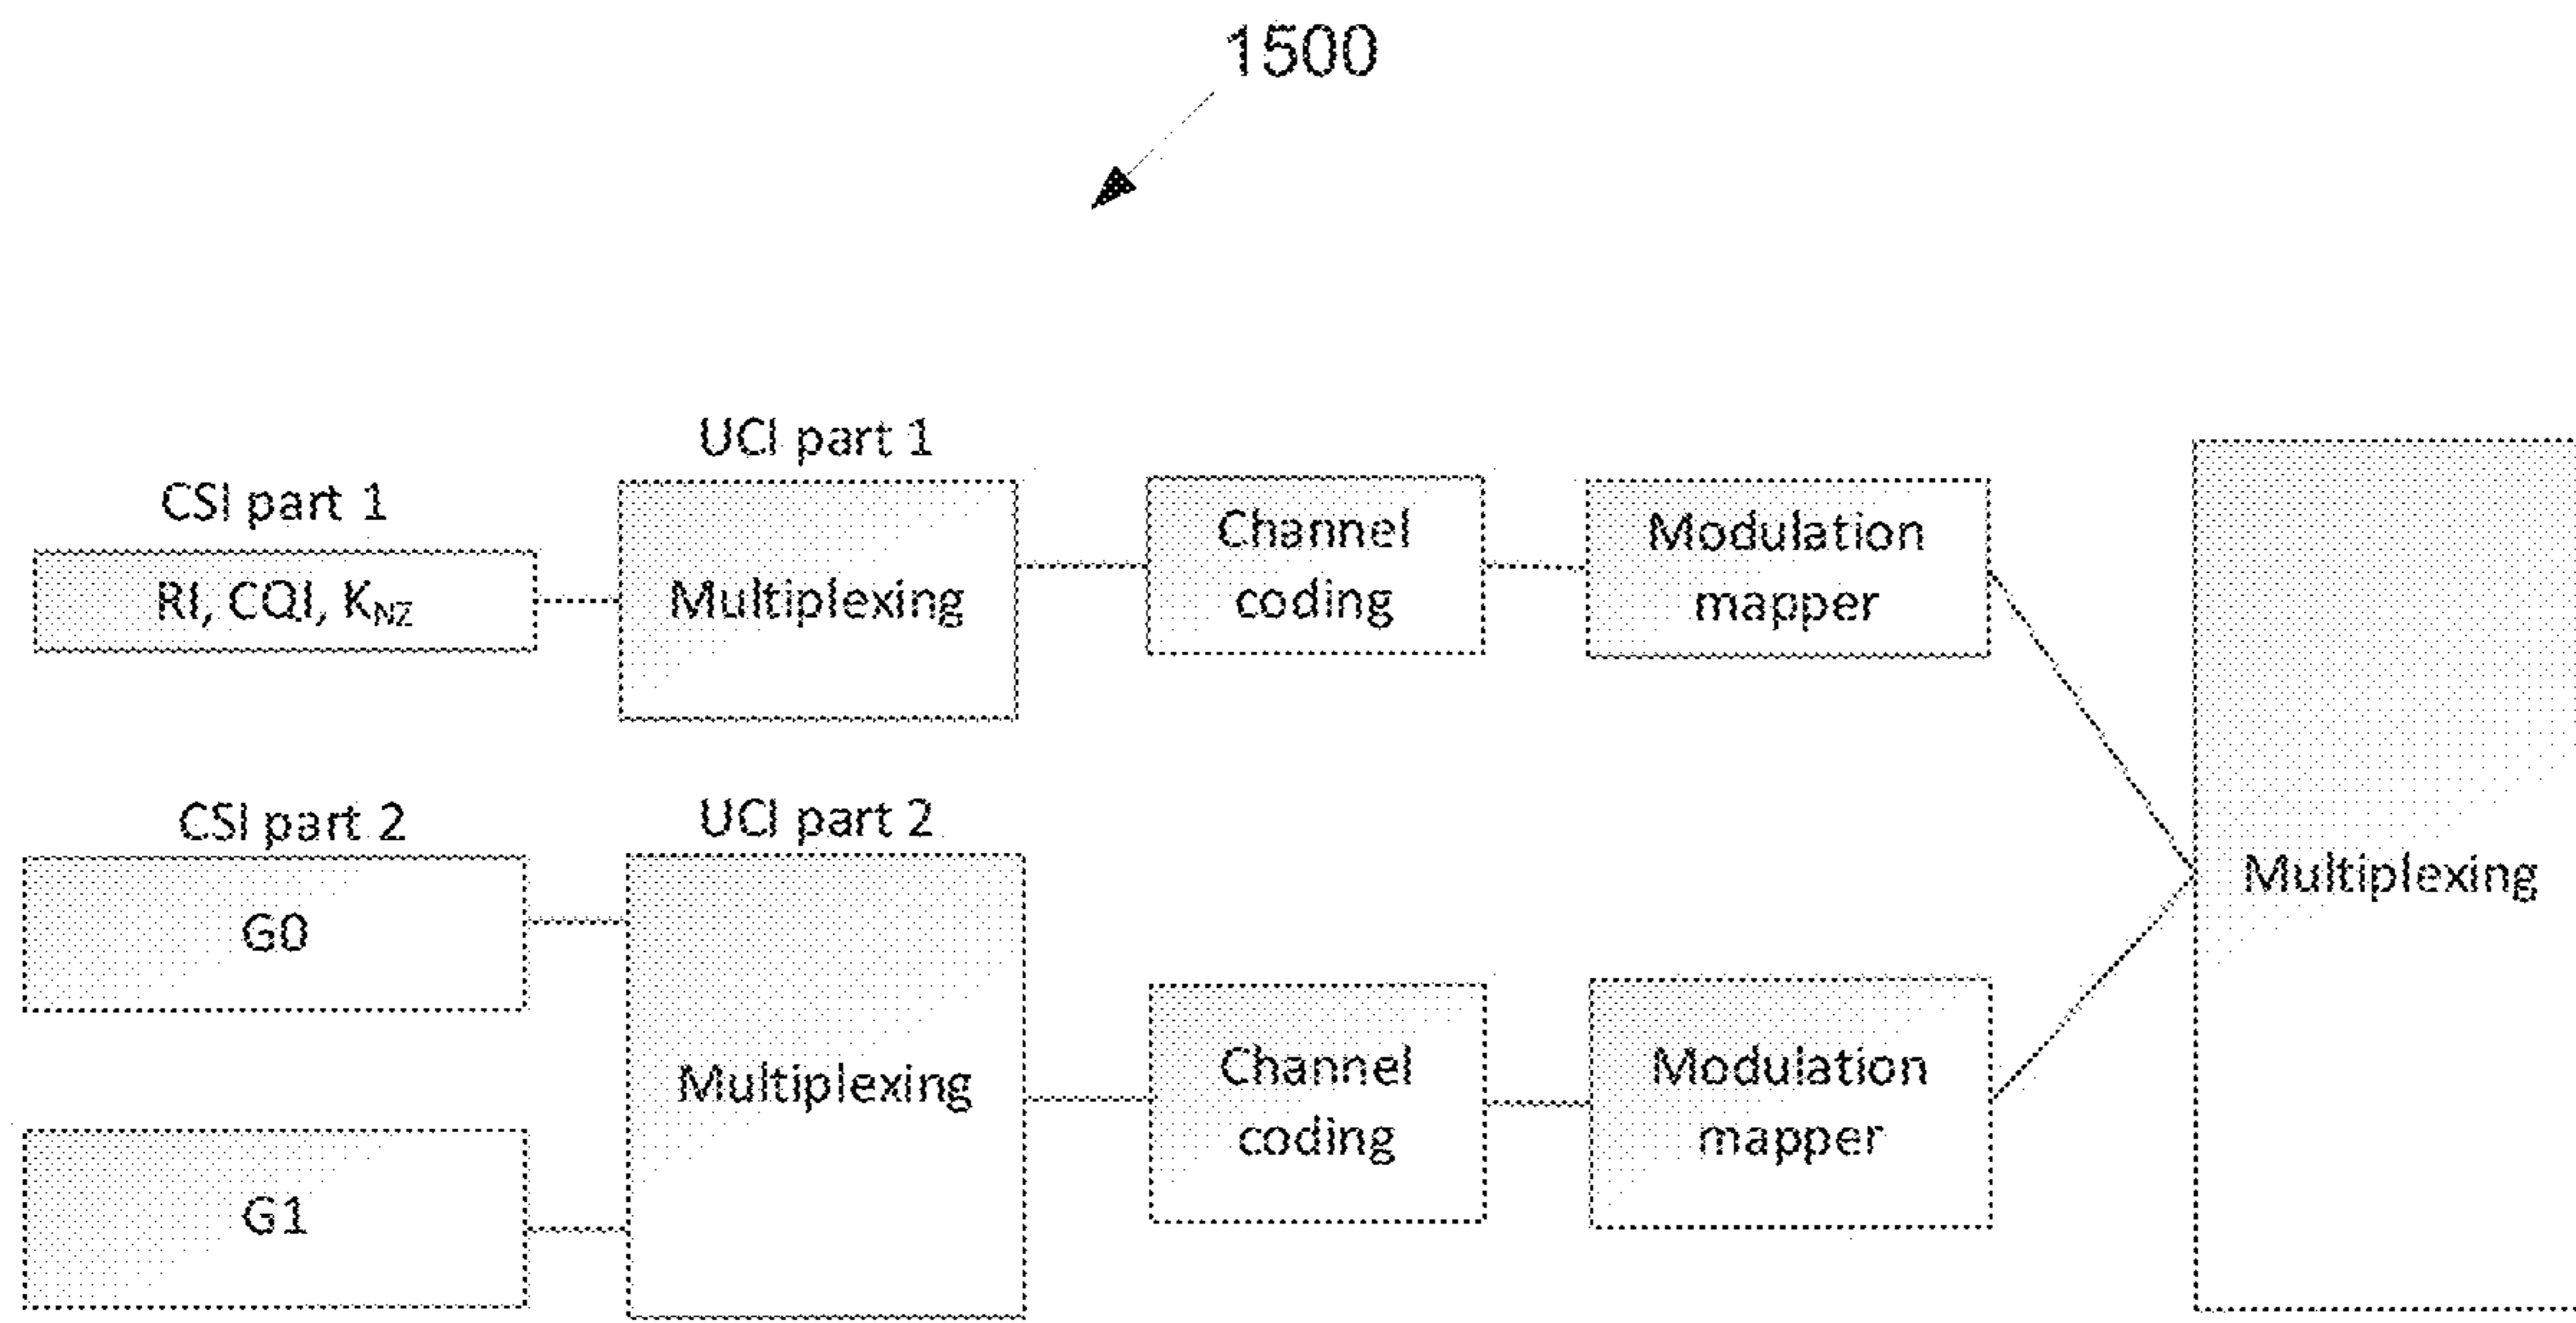 1500
UCI part 1
CSI part 1
RI, CQI, K_NZ
Multiplexing
Channel
coding
Modulation
mapper
CSI part 2
UCI part 2
G0
G1
Multiplexing
Channel
coding
Modulation
mapper
Multiplexing